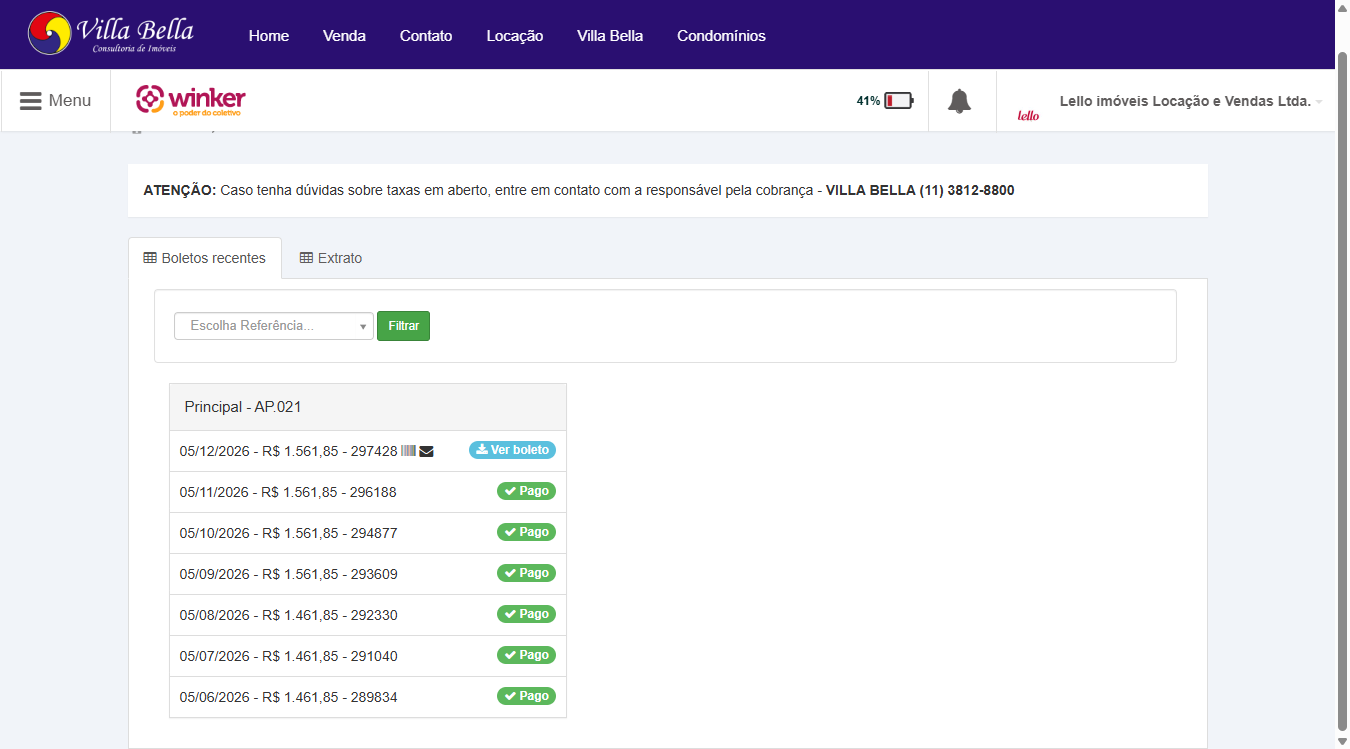 Villa Bella
Consultoria de Imóveis
Home Venda Contato Locação Villa Bella Condomínios
Menu
winker
o poder do coletivo
41%
lello
Lello imóveis Locação e Vendas Ltda.
ATENÇÃO: Caso tenha dúvidas sobre taxas em aberto, entre em contato com a responsável pela cobrança - VILLA BELLA (11) 3812-8800
Boletos recentes
Extrato
Escolha Referência...
Filtrar
Principal - AP.021
05/12/2026 - R$ 1.561,85 - 297428 Ver boleto
05/11/2026 - R$ 1.561,85 - 296188 Pago
05/10/2026 - R$ 1.561,85 - 294877 Pago
05/09/2026 - R$ 1.561,85 - 293609 Pago
05/08/2026 - R$ 1.461,85 - 292330 Pago
05/07/2026 - R$ 1.461,85 - 291040 Pago
05/06/2026 - R$ 1.461,85 - 289834 Pago